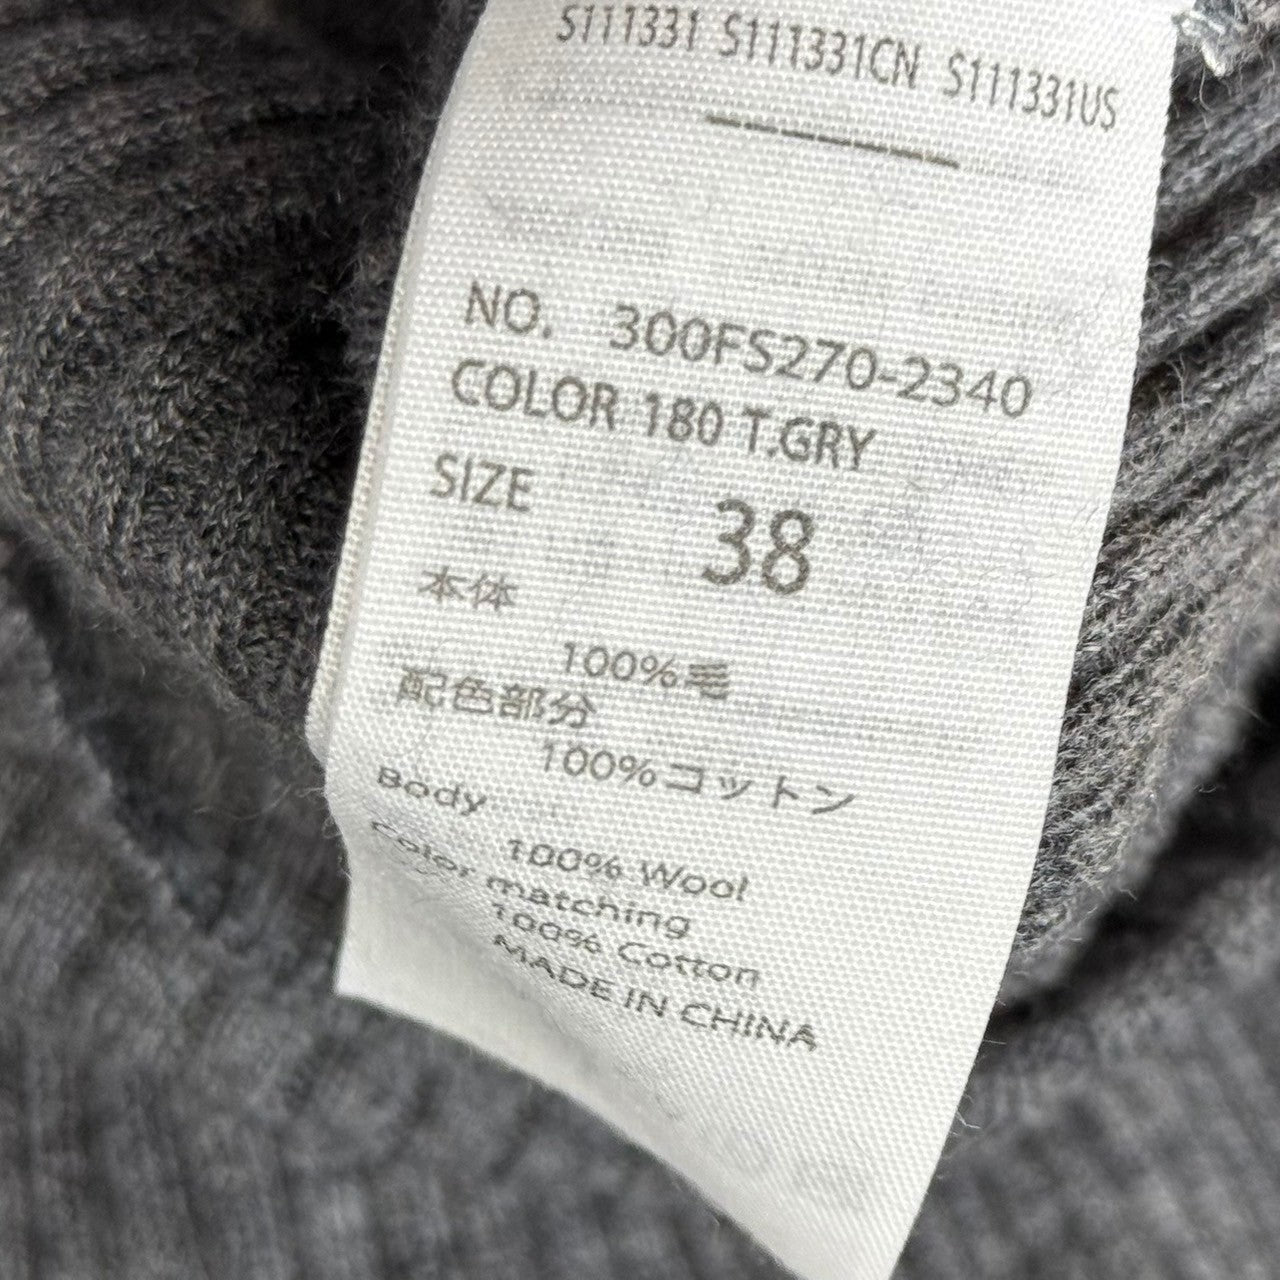 S111331 S111331CN S111331US
NO. 300FS270-2340
COLOR 180 T.GRY
SIZE 38
本体
100%毛
配色部分
100%コットン
Body
100% Wool
Color matching
100% Cotton
MADE IN CHINA